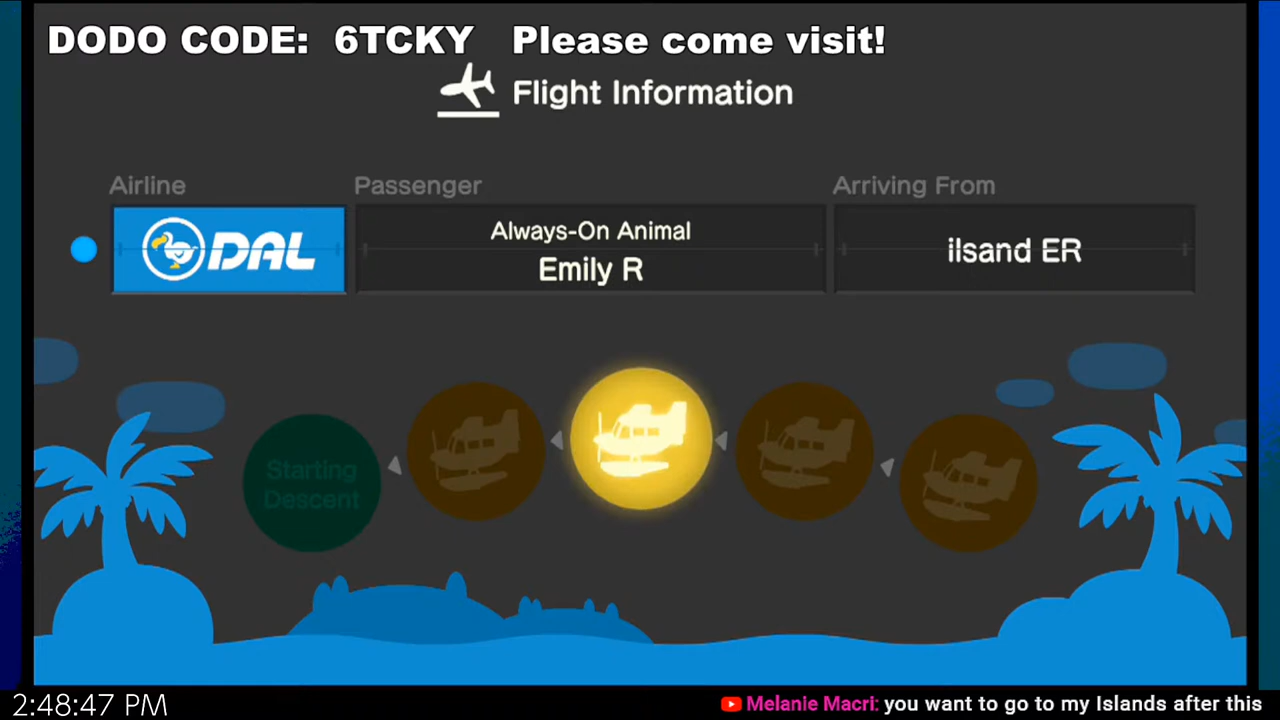 DODO CODE: 6TCKY Please come visit!
Flight Information
Airline Passenger Arriving From
DAL
Always-On Animal
Emily R
ilsand ER
Starting
Descent
2:48:47 PM
Melanie Macri: you want to go to my Islands after this